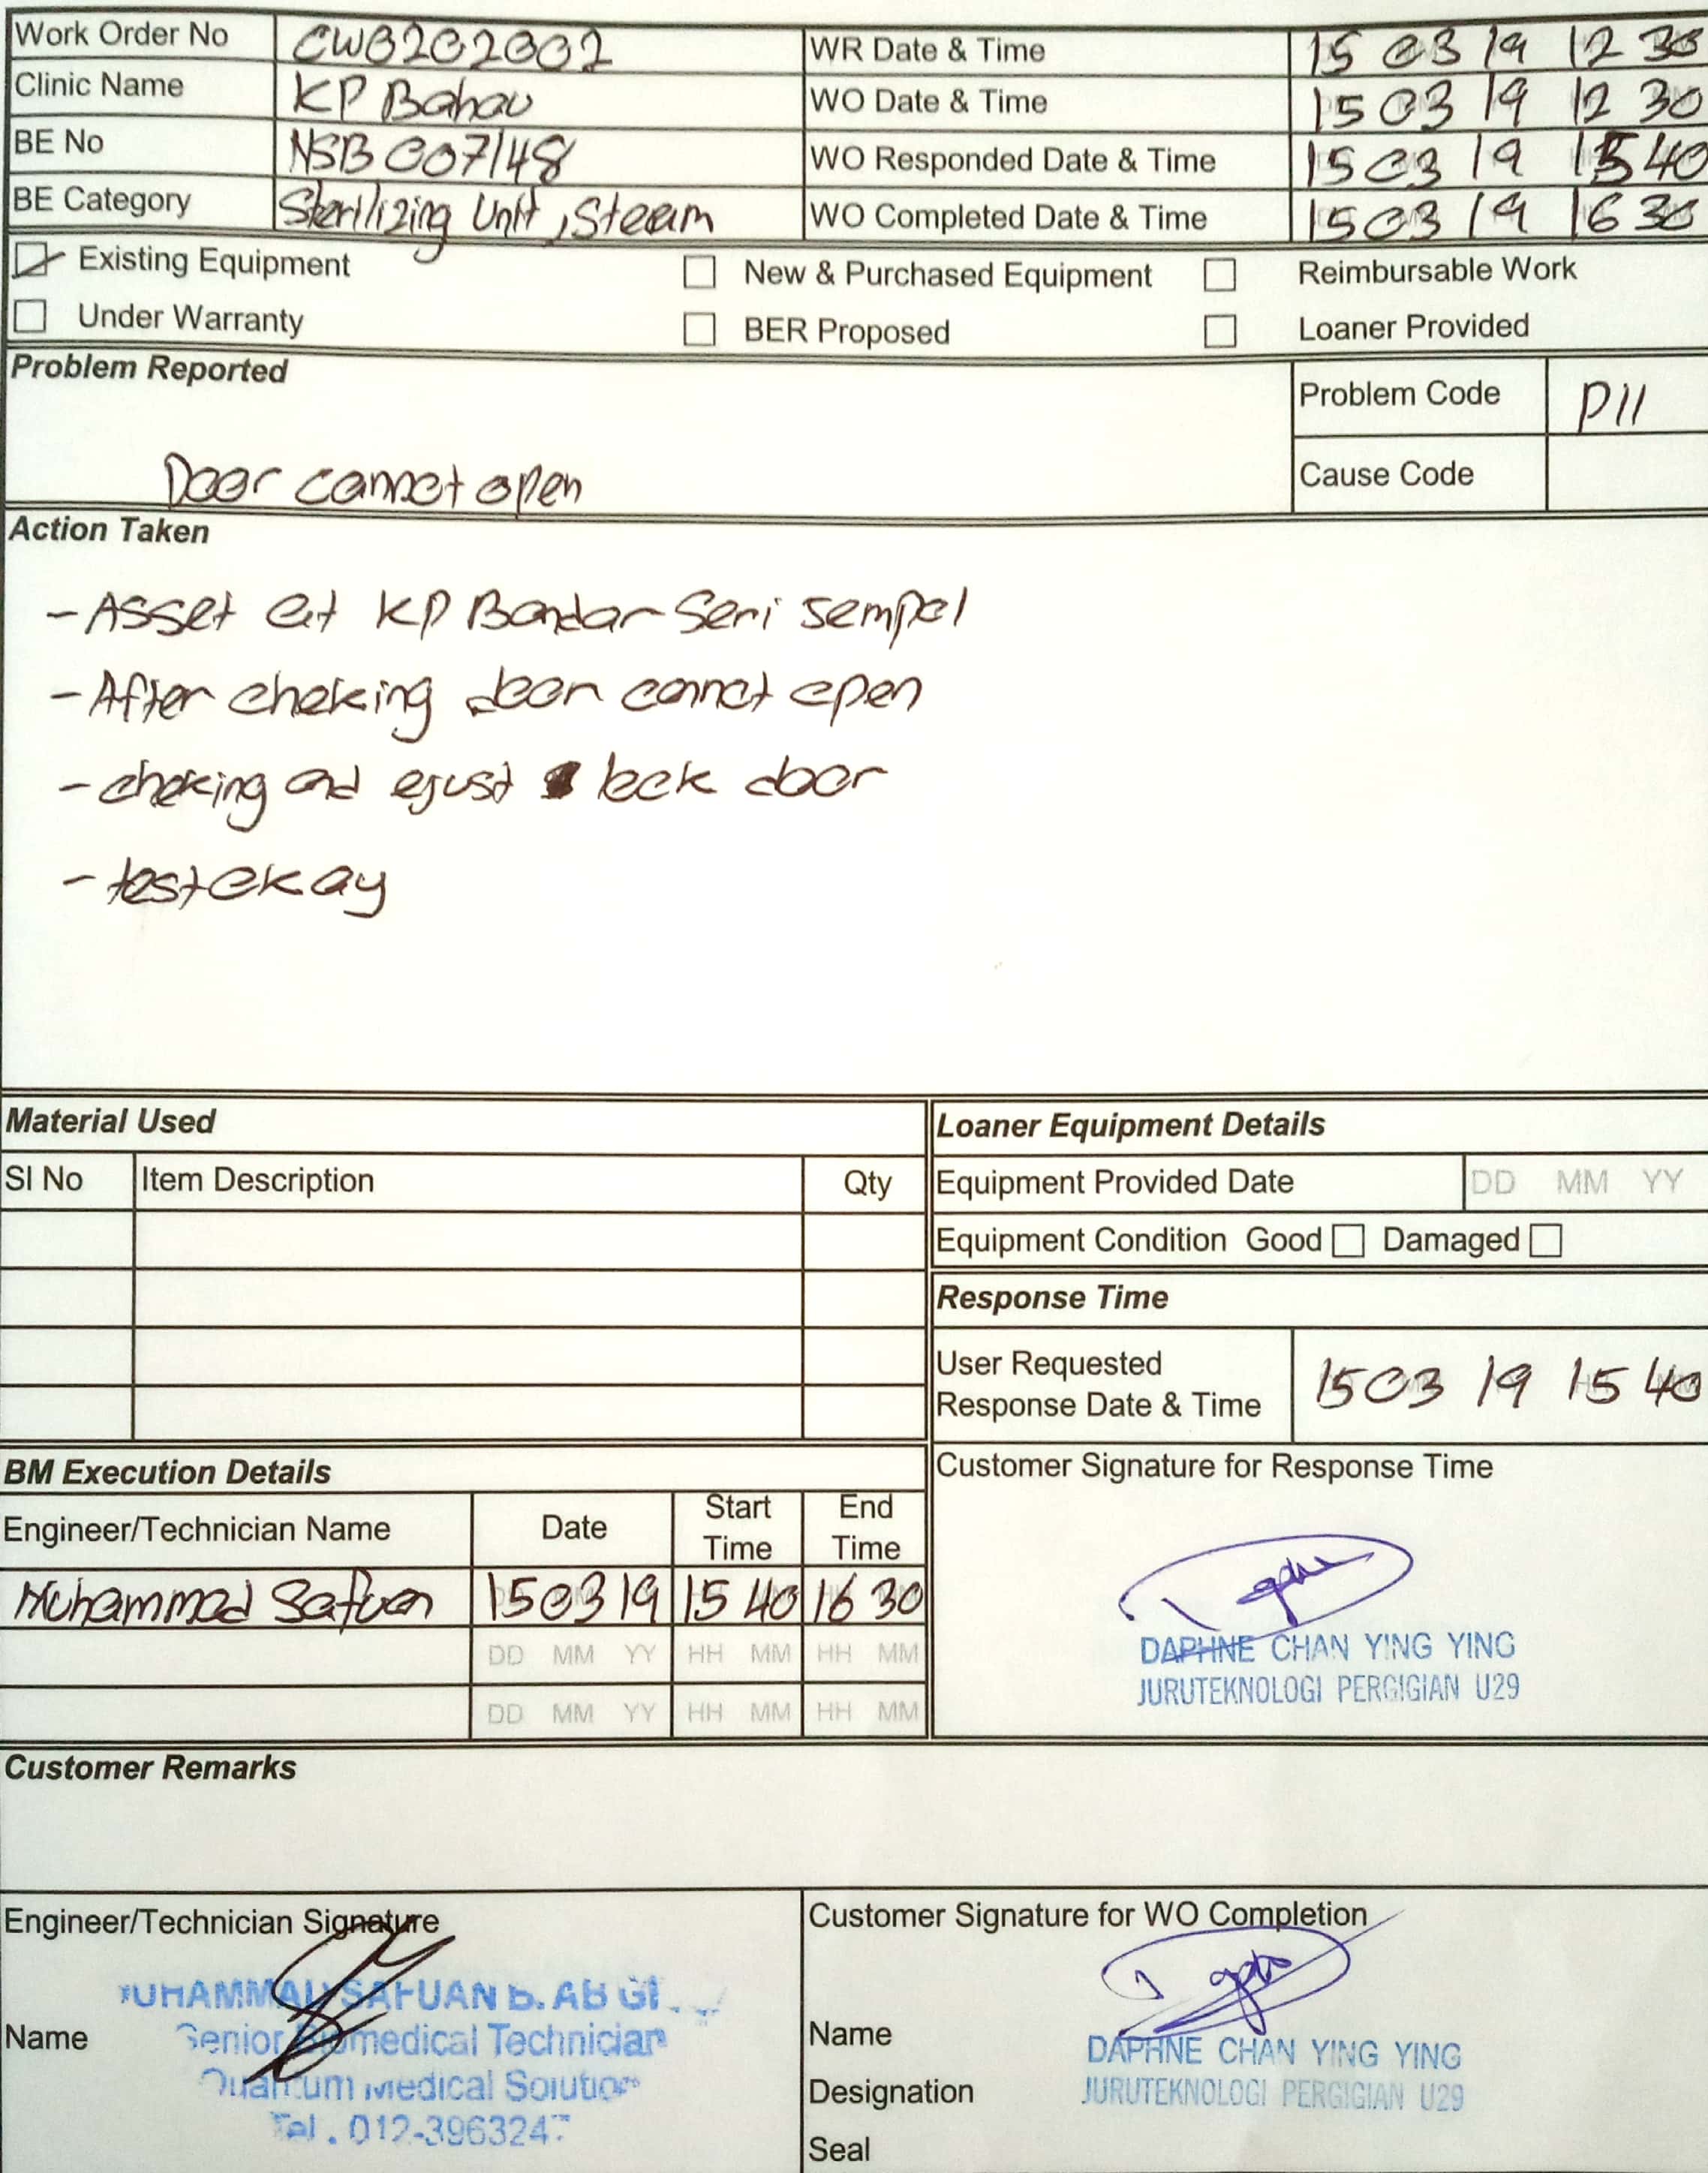 Work Order No CWO202002 WR Date & Time 15 03 19 12 30
Clinic Name KP Bahau WO Date & Time 15 03 19 12 30
BE No NSB007148 WO Responded Date & Time 15 03 19 15 40
BE Category Sterilizing Unit, Steam WO Completed Date & Time 15 03 19 16 30
Existing Equipment New & Purchased Equipment Reimbursable Work
Under Warranty BER Proposed Loaner Provided
Problem Reported
Problem Code P11
Door cannot open
Cause Code
Action Taken
- Asset at KP Bandar Seri Sempol
- After cheking door cannot open
- cheking and ejust lock door
- test okay
Material Used
SI No Item Description Qty
Loaner Equipment Details
Equipment Provided Date DD MM YY
Equipment Condition Good Damaged
Response Time
User Requested
Response Date & Time 15 03 19 15 40
BM Execution Details
Engineer/Technician Name Date Start Time End Time
Muhammad Safuan 15 03 19 15 40 16 30
DD MM YY HH MM HH MM
DD MM YY HH MM HH MM
Customer Signature for Response Time
DAPHNE CHAN YING YING
JURUTEKNOLOGI PERGIGIAN U29
Customer Remarks
Engineer/Technician Signature
SAFUAN B. AB
Name Senior Biomedical Technician
Quantum Medical Solution
Tel. 012-396324
Customer Signature for WO Completion
Name DAPHNE CHAN YING YING
Designation JURUTEKNOLOGI PERGIGIAN U29
Seal